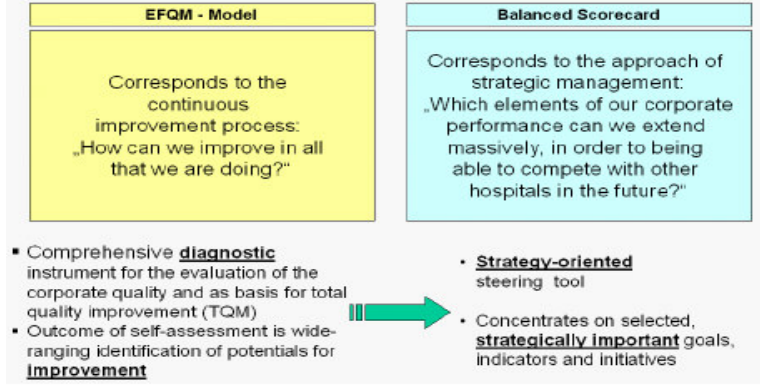 EFQM - Model
Corresponds to the
continuous
improvement process:
„How can we improve in all
that we are doing?“
▪ Comprehensive diagnostic
instrument for the evaluation of the
corporate quality and as basis for total
quality improvement (TQM)
▪ Outcome of self-assessment is wide-
ranging identification of potentials for
improvement
Balanced Scorecard
Corresponds to the approach of
strategic management:
„Which elements of our corporate
performance can we extend
massively, in order to being
able to compete with other
hospitals in the future?“
• Strategy-oriented
steering tool
• Concentrates on selected,
strategically important goals,
indicators and initiatives